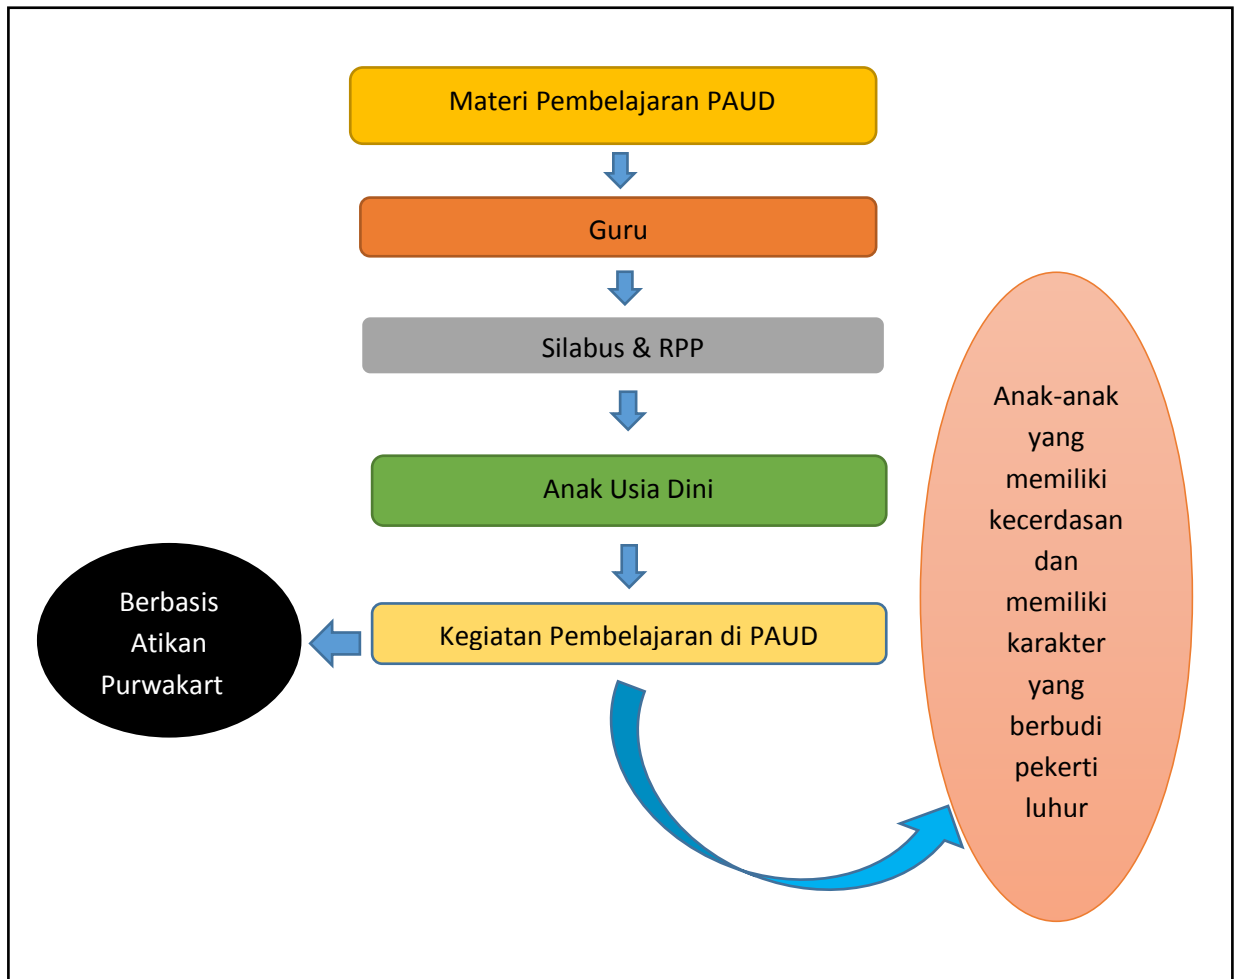 Materi Pembelajaran PAUD
Guru
Silabus & RPP
Anak Usia Dini
Kegiatan Pembelajaran di PAUD
Berbasis
Atikan
Purwakart
Anak-anak
yang
memiliki
kecerdasan
dan
memiliki
karakter
yang
berbudi
pekerti
luhur